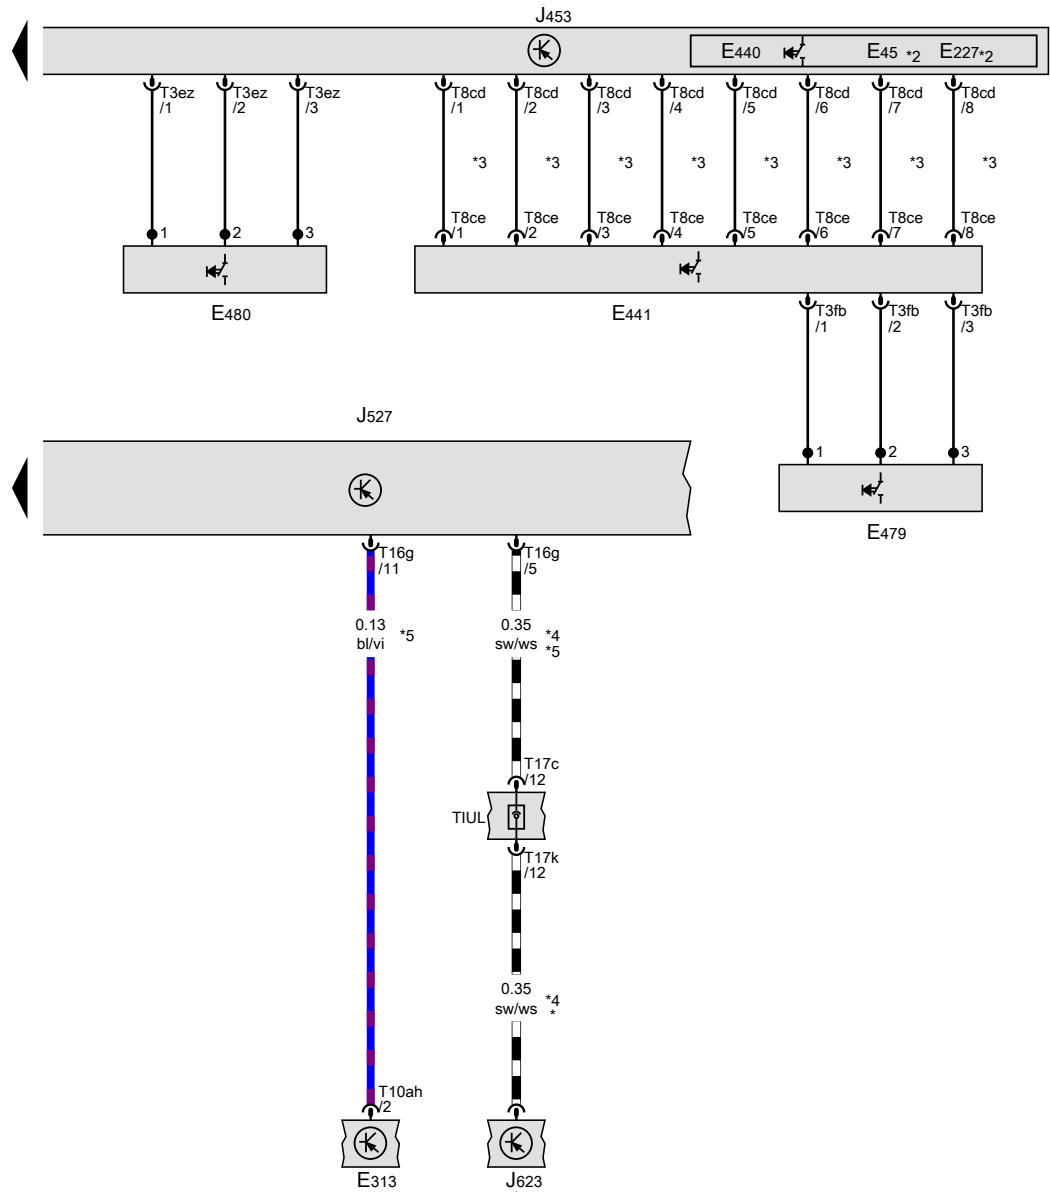 J453
E440 E45 *2 E227*2
T3ez T3ez T3ez T8cd T8cd T8cd T8cd T8cd T8cd T8cd T8cd
/1 /2 /3 /1 /2 /3 /4 /5 /6 /7 /8
*3 *3 *3 *3 *3 *3 *3 *3
T8ce T8ce T8ce T8ce T8ce T8ce T8ce T8ce
1 2 3 /1 /2 /3 /4 /5 /6 /7 /8
E480 E441
T3fb T3fb T3fb
/1 /2 /3
J527
1 2 3
E479
T16g T16g
/11 /5
0.13 0.35
bl/vi *5 sw/ws *4
*5
T17c
/12
TIUL
T17k
/12
0.35
sw/ws *4
*
T10ah
/2
E313 J623